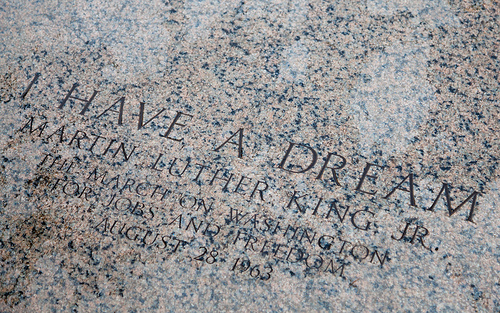 I HAVE A DREAM
MARTIN LUTHER KING, JR.
THE MARCH ON WASHINGTON
FOR JOBS AND FREEDOM
AUGUST 28, 1963